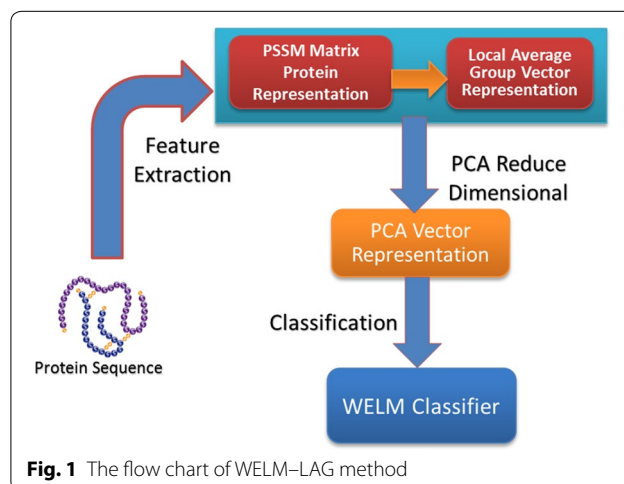 PSSM Matrix
Protein
Representation
Local Average
Group Vector
Representation
Feature
Extraction
PCA Reduce
Dimensional
PCA Vector
Representation
Classification
Protein Sequence
WELM Classifier
Fig. 1 The flow chart of WELM–LAG method